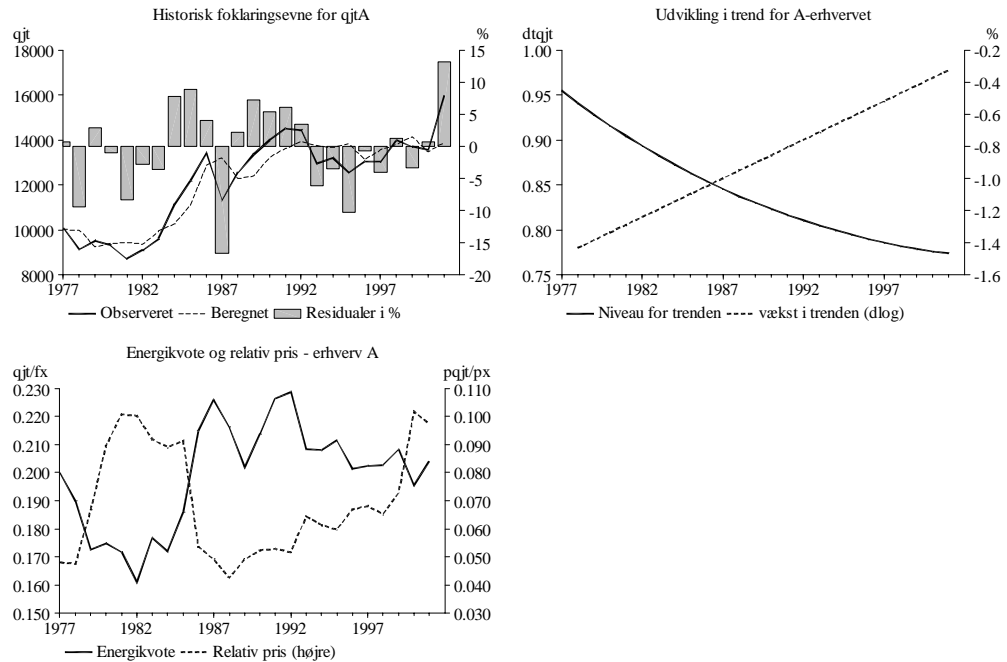 Historisk foklaringsevne for qjtA
qjt %
18000 15
16000 10
14000 5
12000 0
10000 -5
8000 -10
-15
-20
1977 1982 1987 1992 1997
Observeret Beregnet Residualer i %
Udvikling i trend for A-erhvervet
dtqjt %
1.00 -0.2
0.95 -0.4
0.90 -0.6
0.85 -0.8
0.80 -1.0
0.75 -1.2
-1.4
-1.6
1977 1982 1987 1992 1997
Niveau for trenden vækst i trenden (dlog)
Energikvote og relativ pris - erhverv A
qjt/fx pqjt/px
0.230 0.110
0.220 0.100
0.210 0.090
0.200 0.080
0.190 0.070
0.180 0.060
0.170 0.050
0.160 0.040
0.150 0.030
1977 1982 1987 1992 1997
Energikvote Relativ pris (højre)